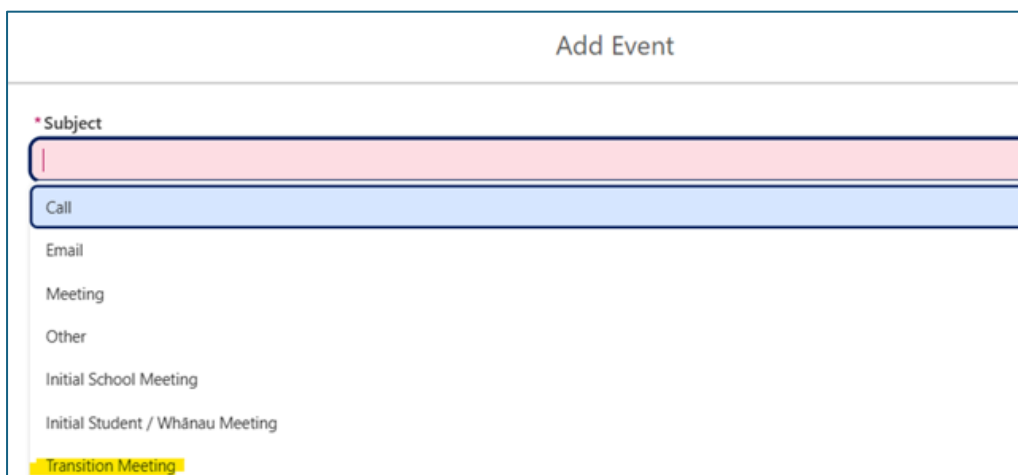 Add Event
*Subject
Call
Email
Meeting
Other
Initial School Meeting
Initial Student / Whānau Meeting
Transition Meeting